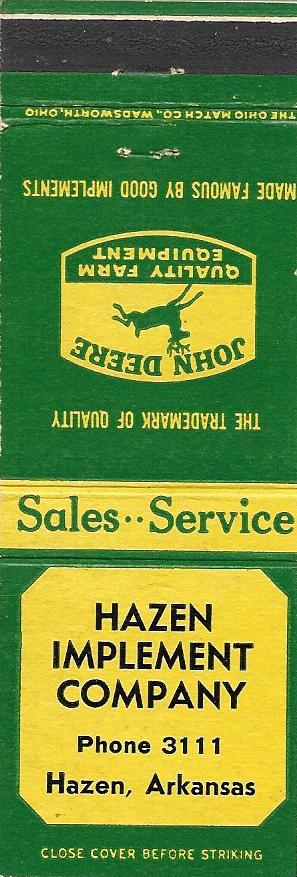 THE OHIO MATCH CO., WADSWORTH, OHIO
THE TRADEMARK OF QUALITY
JOHN DEERE
QUALITY FARM
EQUIPMENT
MADE FAMOUS BY GOOD IMPLEMENTS
Sales··Service
HAZEN
IMPLEMENT
COMPANY
Phone 3111
Hazen, Arkansas
CLOSE COVER BEFORE STRIKING